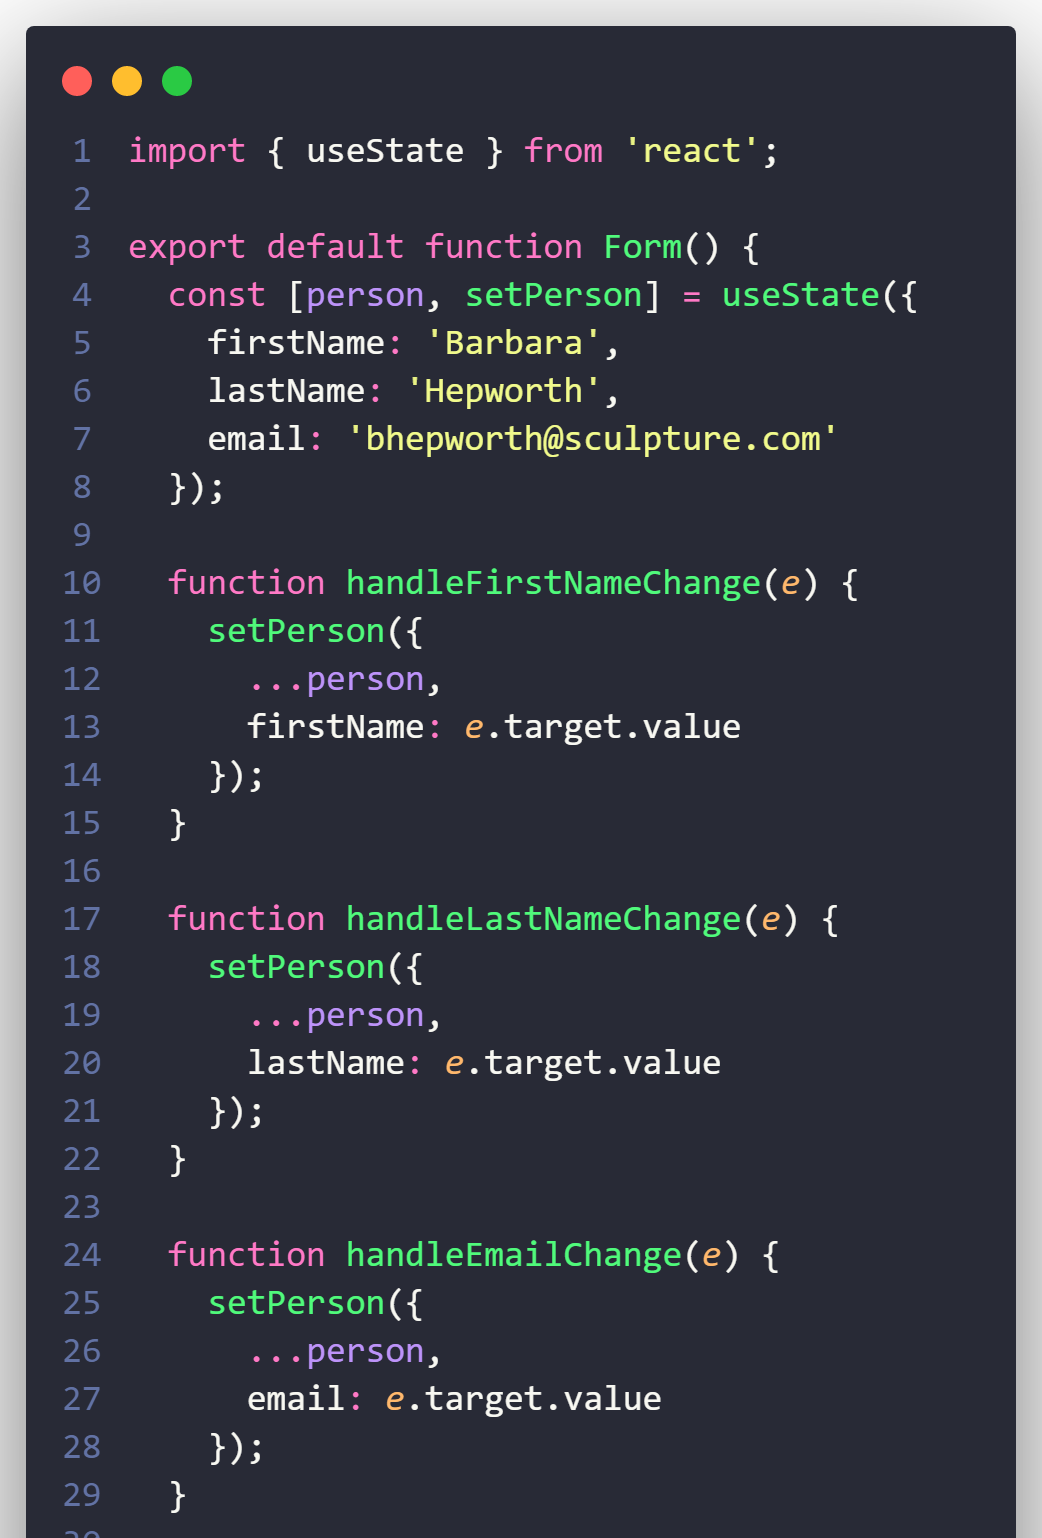 1 import { useState } from 'react';
2
3 export default function Form() {
4   const [person, setPerson] = useState({
5     firstName: 'Barbara',
6     lastName: 'Hepworth',
7     email: 'bhepworth@sculpture.com'
8   });
9
10   function handleFirstNameChange(e) {
11     setPerson({
12       ...person,
13       firstName: e.target.value
14     });
15   }
16
17   function handleLastNameChange(e) {
18     setPerson({
19       ...person,
20       lastName: e.target.value
21     });
22   }
23
24   function handleEmailChange(e) {
25     setPerson({
26       ...person,
27       email: e.target.value
28     });
29   }